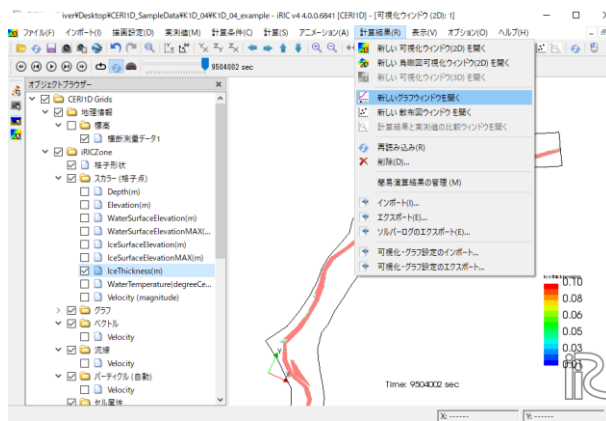 iver¥Desktop¥CERI1D_SampleData¥K1D_04¥K1D_04_example - iRIC v4.0.0.6841 [CERI1D] - [可視化ウィンドウ (2D): 1]
ファイル(F) インポート(I) 描画設定(D) 実測値(M) 計算条件(C) 計算(S) アニメーション(A) 計算結果(R) 表示(V) オプション(O) ヘルプ(H)
9504002 sec
オブジェクトブラウザー
CERI1D Grids
地理情報
標高
横断測量データ1
iRICZone
格子形状
スカラー (格子点)
Depth(m)
Elevation(m)
WaterSurfaceElevation(m)
WaterSurfaceElevationMAX(...
IceSurfaceElevation(m)
IceSurfaceElevationMAX(m)
IceThickness(m)
WaterTemperature(degreeCe...
Velocity (magnitude)
グラフ
ベクトル
Velocity
流線
Velocity
パーティクル (自動)
Velocity
セル属性
新しい 可視化ウィンドウ(2D) を開く
新しい 鳥瞰図可視化ウィンドウ(2D) を開く
新しい 可視化ウィンドウ(3D) を開く
新しいグラフウィンドウを開く
新しい 散布図ウィンドウ を開く
計算結果と実測値の比較ウィンドウを開く
再読み込み(R)
削除(D)...
簡易演算結果の管理 (M)
インポート(I)...
エクスポート(E)...
ソルバーログのエクスポート(E)...
可視化・グラフ設定のインポート...
可視化・グラフ設定のエクスポート...
0.10
0.08
0.06
0.05
0.03
0.01
Y
X
Time: 9504002 sec
iR
X: ------
Y: ------